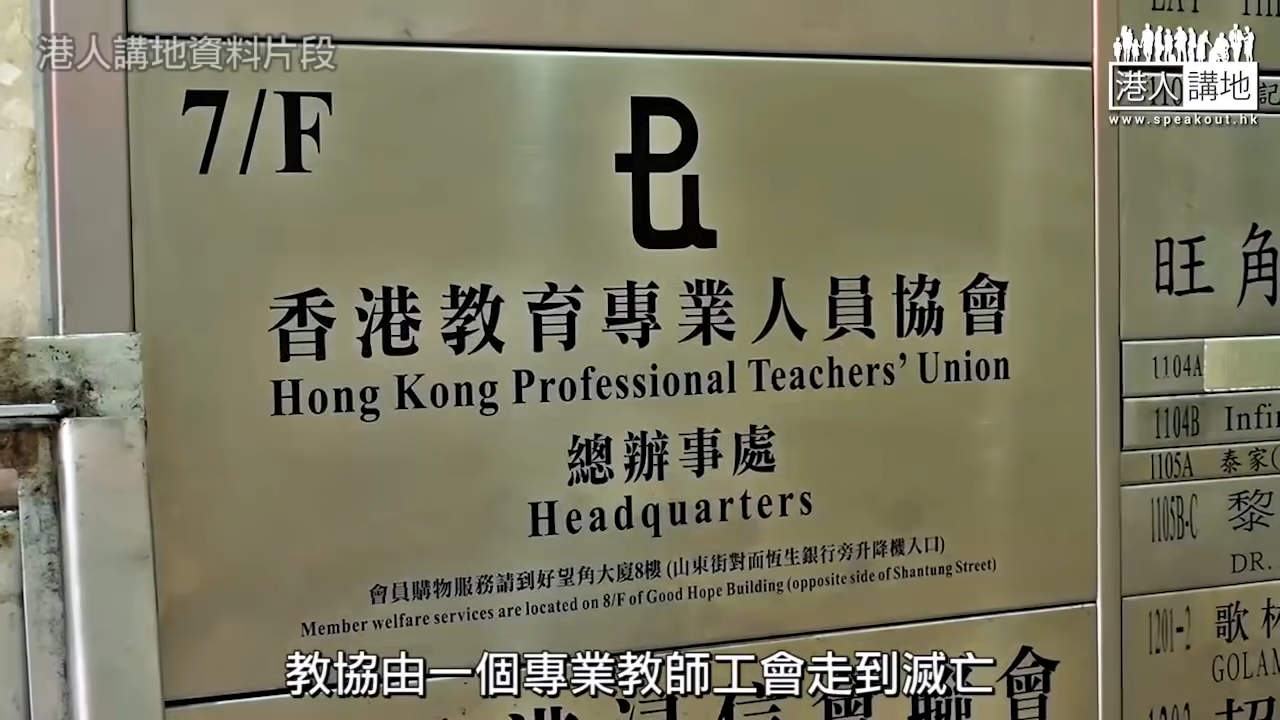 港人講地資料片段
港人講地
www.speakout.hk
7/F
香港教育專業人員協會
Hong Kong Professional Teachers' Union
總辦事處
Headquarters
會員購物服務請到好望角大廈8樓 (山東街對面恆生銀行旁升降機入口)
Member welfare services are located on 8/F of Good Hope Building (opposite side of Shantung Street)
旺角
1104A
1104B Infi
1105A 泰家(
1105B-C 黎
DR.
1201-2 歌林
GOLAM
教協由一個專業教師工會走到滅亡